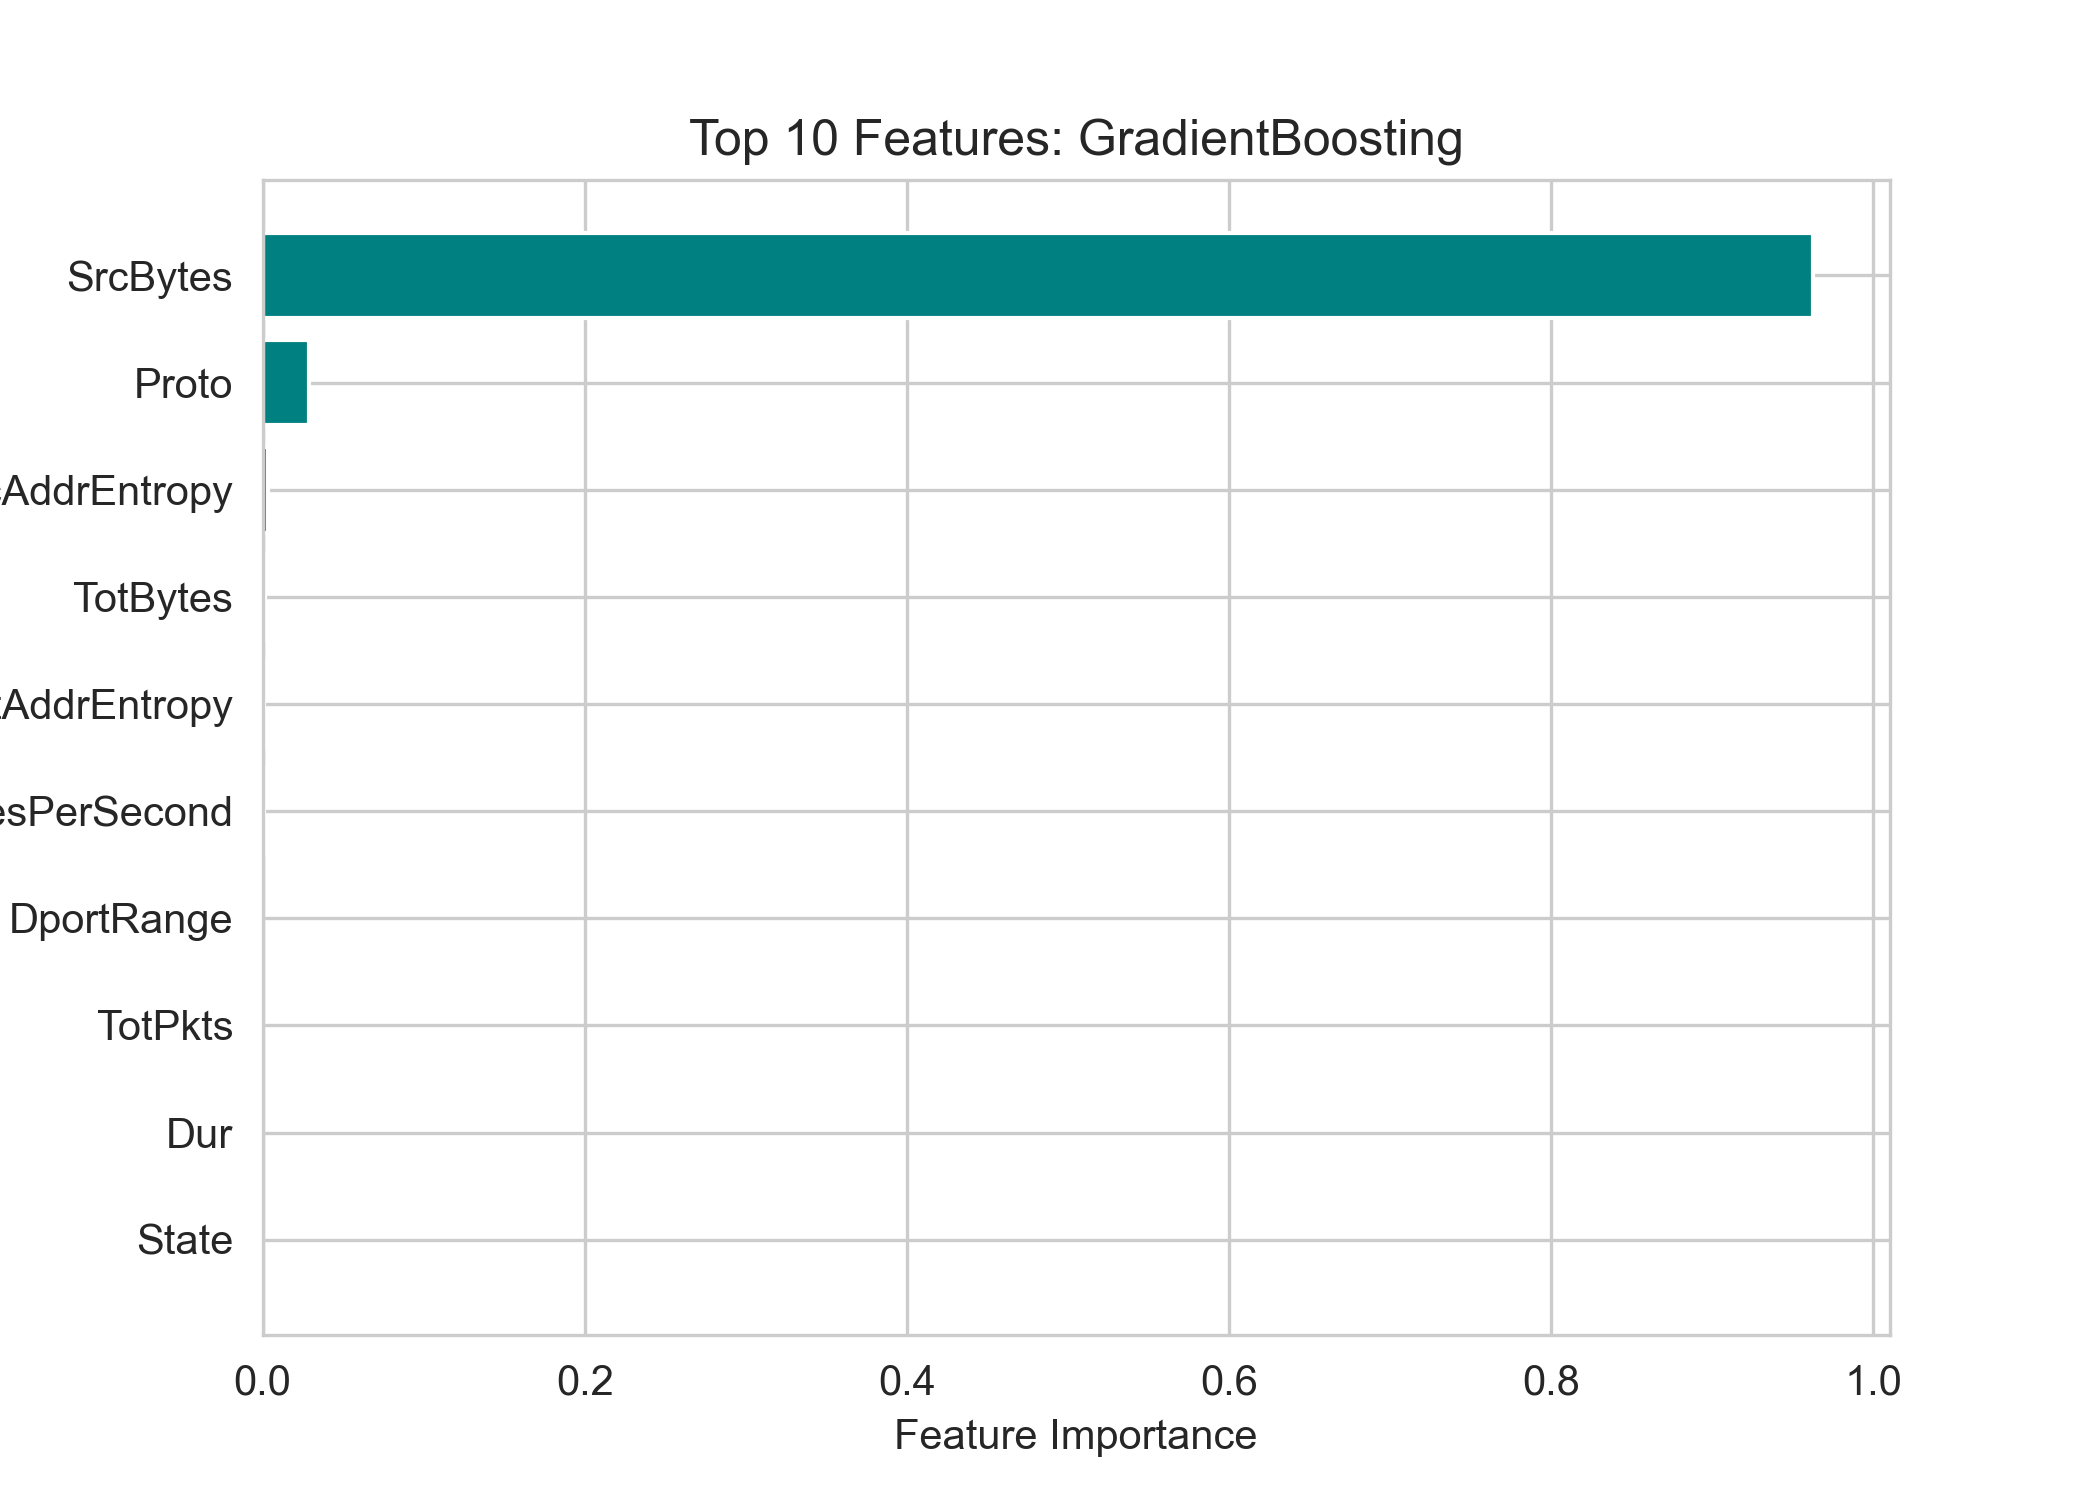 Top 10 Features: GradientBoosting
SrcBytes
Proto
AddrEntropy
TotBytes
AddrEntropy
esPerSecond
DportRange
TotPkts
Dur
State
0.0 0.2 0.4 0.6 0.8 1.0
Feature Importance